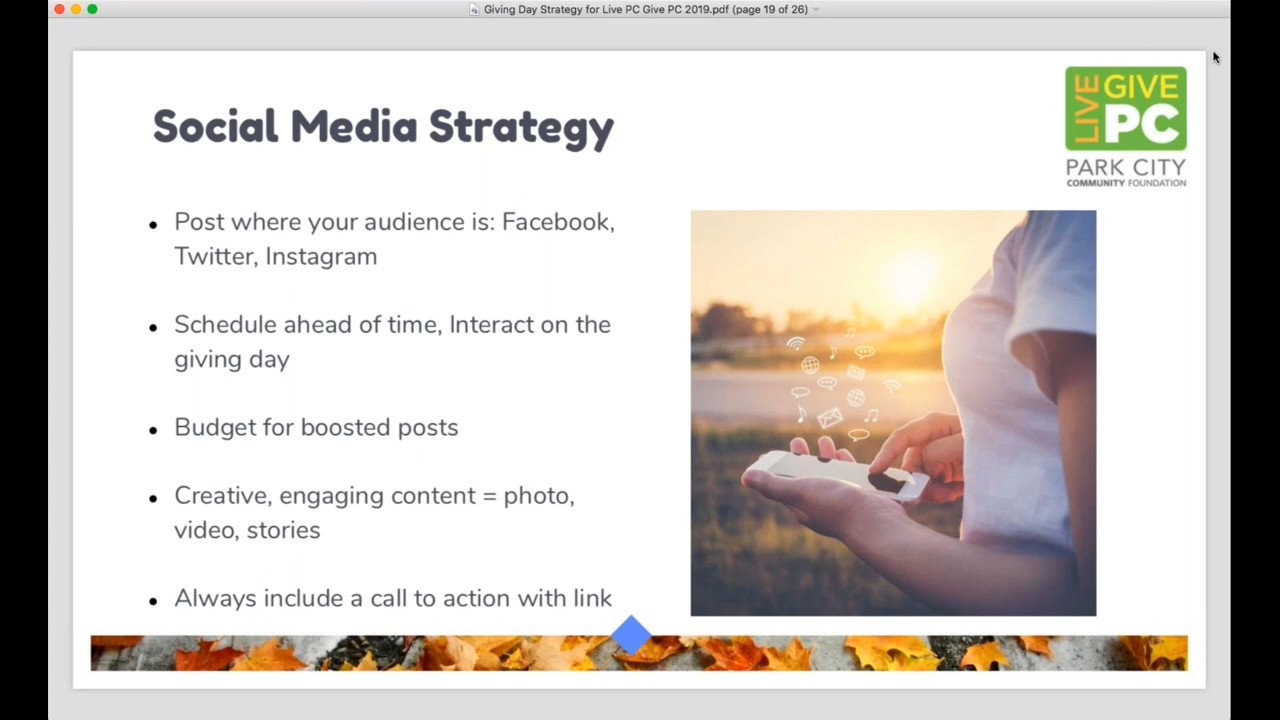 Giving Day Strategy for Live PC Give PC 2019.pdf (page 19 of 26)
Social Media Strategy
LIVE GIVE
PC
PARK CITY
COMMUNITY FOUNDATION
• Post where your audience is: Facebook,
Twitter, Instagram
• Schedule ahead of time, Interact on the
giving day
• Budget for boosted posts
• Creative, engaging content = photo,
video, stories
• Always include a call to action with link